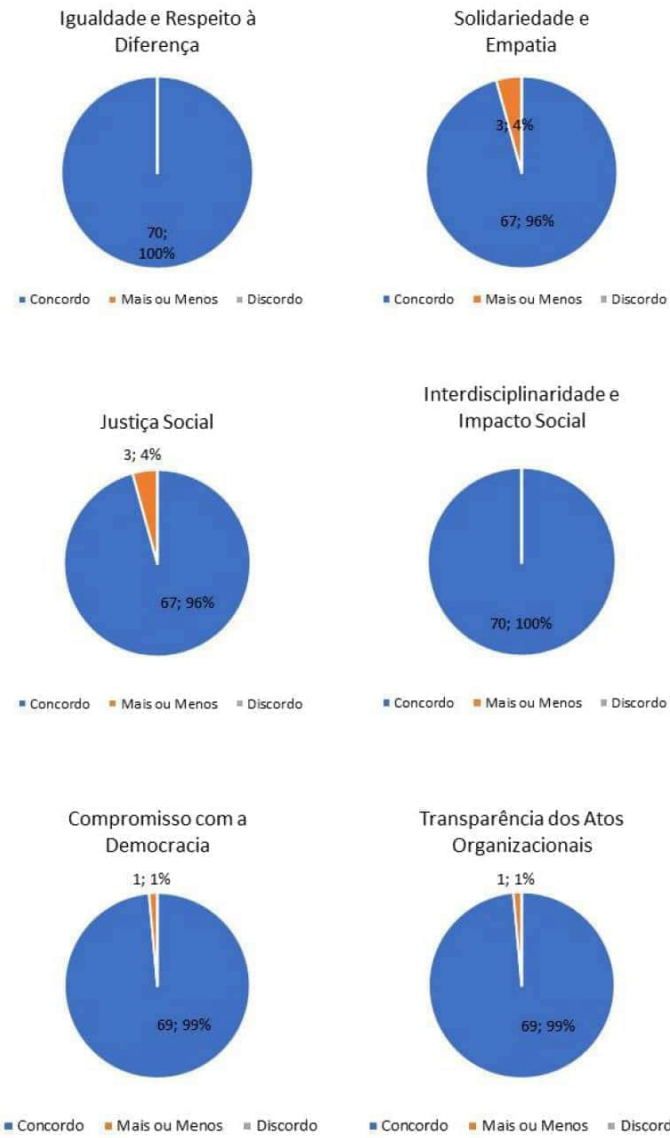 Igualdade e Respeito à
Diferença
70;
100%
Concordo Mais ou Menos Discordo
Solidariedade e
Empatia
3; 4%
67; 96%
Concordo Mais ou Menos Discordo
Justiça Social
3; 4%
67; 96%
Concordo Mais ou Menos Discordo
Interdisciplinaridade e
Impacto Social
70; 100%
Concordo Mais ou Menos Discordo
Compromisso com a
Democracia
1; 1%
69; 99%
Concordo Mais ou Menos Discordo
Transparência dos Atos
Organizacionais
1; 1%
69; 99%
Concordo Mais ou Menos Discord